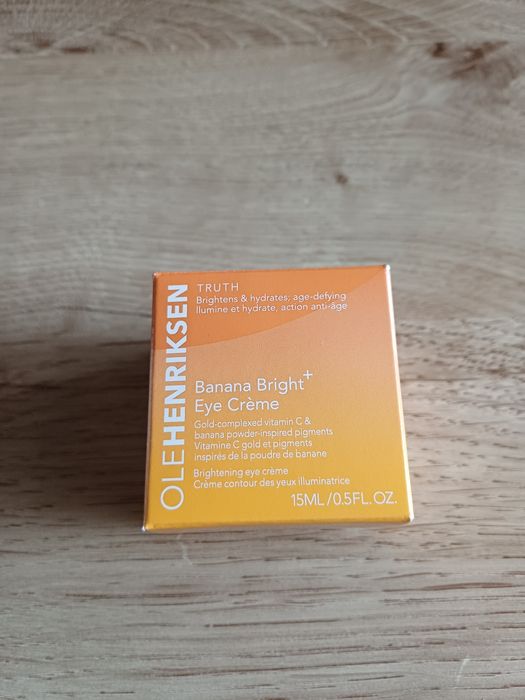 OLEHENRIKSEN
TRUTH
Brightens & hydrates; age-defying
Ilumine et hydrate, action anti-âge
Banana Bright+
Eye Crème
Gold-complexed vitamin C &
banana powder-inspired pigments
Vitamine C gold et pigments
inspirés de la poudre de banane
Brightening eye crème
Crème contour des yeux illuminatrice
15ML/0.5FL. OZ.